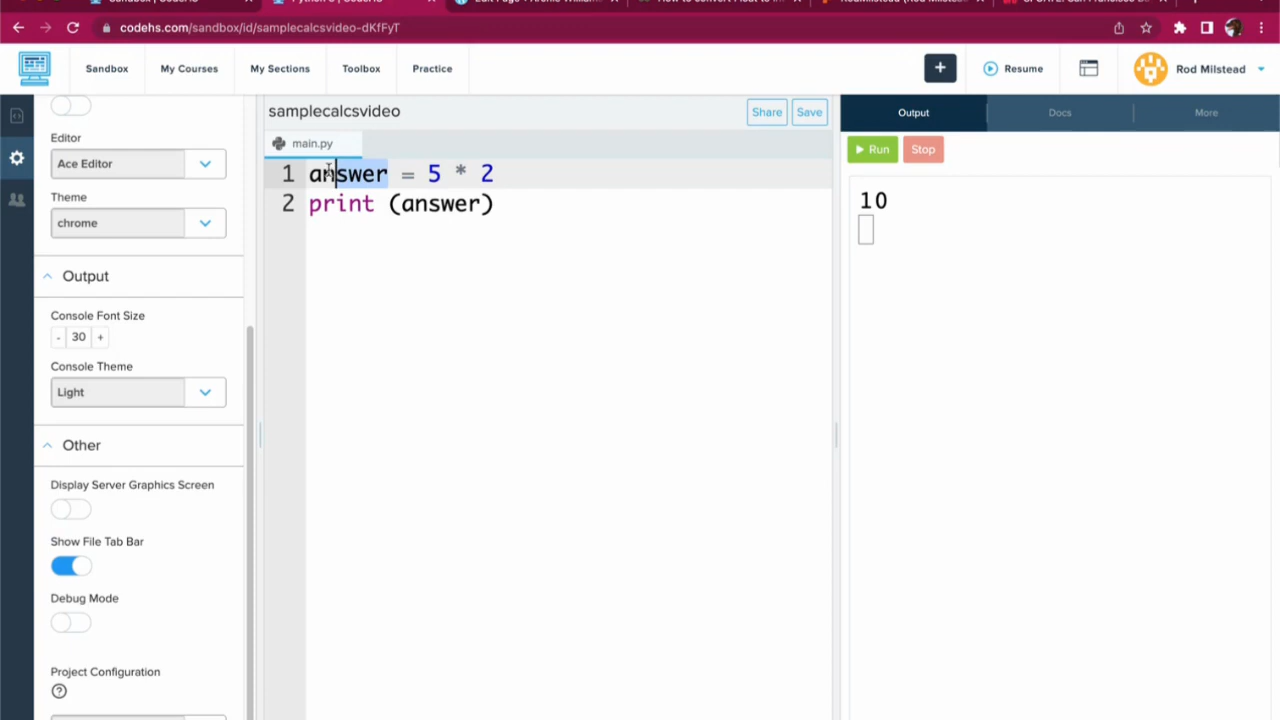 codehs.com/sandbox/id/samplecalcsvideo-dKfFyT
Sandbox
My Courses
My Sections
Toolbox
Practice
+
Resume
Rod Milstead
Editor
Ace Editor
Theme
chrome
Output
Console Font Size
- 30 +
Console Theme
Light
Other
Display Server Graphics Screen
Show File Tab Bar
Debug Mode
Project Configuration
?
samplecalcsvideo
Share
Save
main.py
1 answer = 5 * 2
2 print (answer)
Output
Docs
More
Run
Stop
10